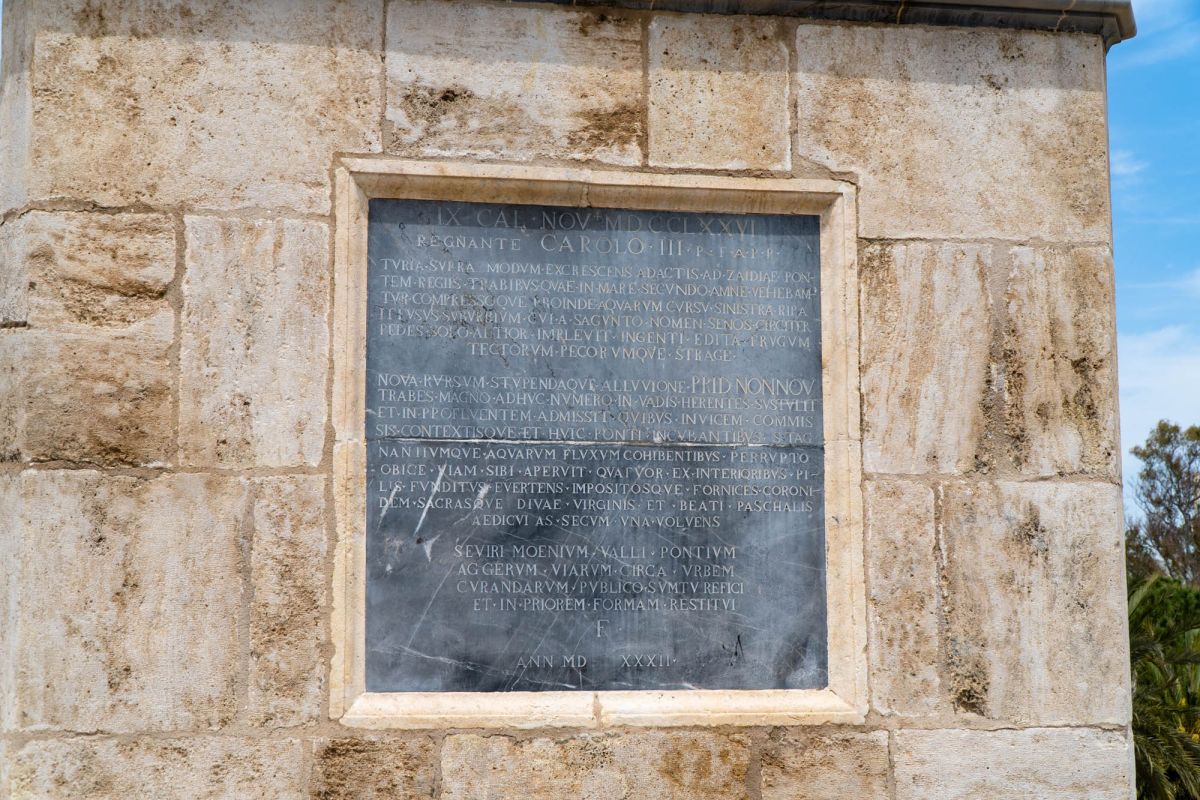 IX CAL · NOV · MDCCLXXVI
REGNANTE CAROLO · III · P · F · A · P · P ·
TVRIA · SVPRA · MODVM · EXCRESCENS ADACTIS · AD · ZAIDIAE PON-
TEM · REGIIS · TRABIBVS QVAE · IN MARE · SECVNDO · AMNE · VEHEBAN-
TVR · COMPRESSOQVE PROINDE · AQVARVM CVRSV · SINISTRA · RIPA
SVBVRBIVM · CVI · A · SAGVNTO · NOMEN SENOS · CIRCITER
PEDES · SOLO · ALTIOR IMPLEVIT · INGENTI · EDITA · FRVGVM
TECTORVM · PECORVMQVE · STRAGE ·
NOVA · RVRSVM · STVPENDAQVE · ALLVVIONE · PRID NON NOV
TRABES · MAGNO · ADHVC · NVMERO · IN · VADIS · HERENTES · SVSTVLIT
ET · IN · PROFLVENTEM · ADMISSIT · QVIBVS · INVICEM · COMMIS
SIS · CONTEXTISQVE · ET · HVIC · PONTI · INCVBANTIBVS · STAG
NANTIVMQVE · AQVARVM · FLVXVM COHIBENTIBVS · PERRVPTO
OBICE · VIAM · SIBI · APERVIT · QVATVOR · EX · INTERIORIBVS · PI-
LIS · FVNDITVS · EVERTENS · IMPOSITOSQVE · FORNICES · CORONI-
DEM · SACRASQVE DIVAE VIRGINIS · ET · BEATI · PASCHALIS
AEDICVLAS · SECVM · VNA · VOLVENS
SEVIRI MOENIVM / VALLI · PONTIVM
AGGERVM · VIARVM · CIRCA · VRBEM
CVRANDARVM / PVBLICO · SVMTV REFICI
ET · IN · PRIOREM · FORMAM · RESTITVI
F
ANN MD XXXII ·